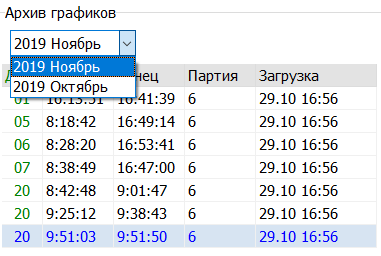 Архив графиков
2019 Ноябрь
2019 Ноябрь
2019 Октябрь
Партия Загрузка
01 16:13:51 16:41:39 6 29.10 16:56
05 8:18:42 16:49:14 6 29.10 16:56
06 8:28:20 16:53:41 6 29.10 16:56
07 8:38:49 16:47:00 6 29.10 16:56
20 8:42:48 9:01:47 6 29.10 16:56
20 9:25:12 9:38:43 6 29.10 16:56
20 9:51:03 9:51:50 6 29.10 16:56